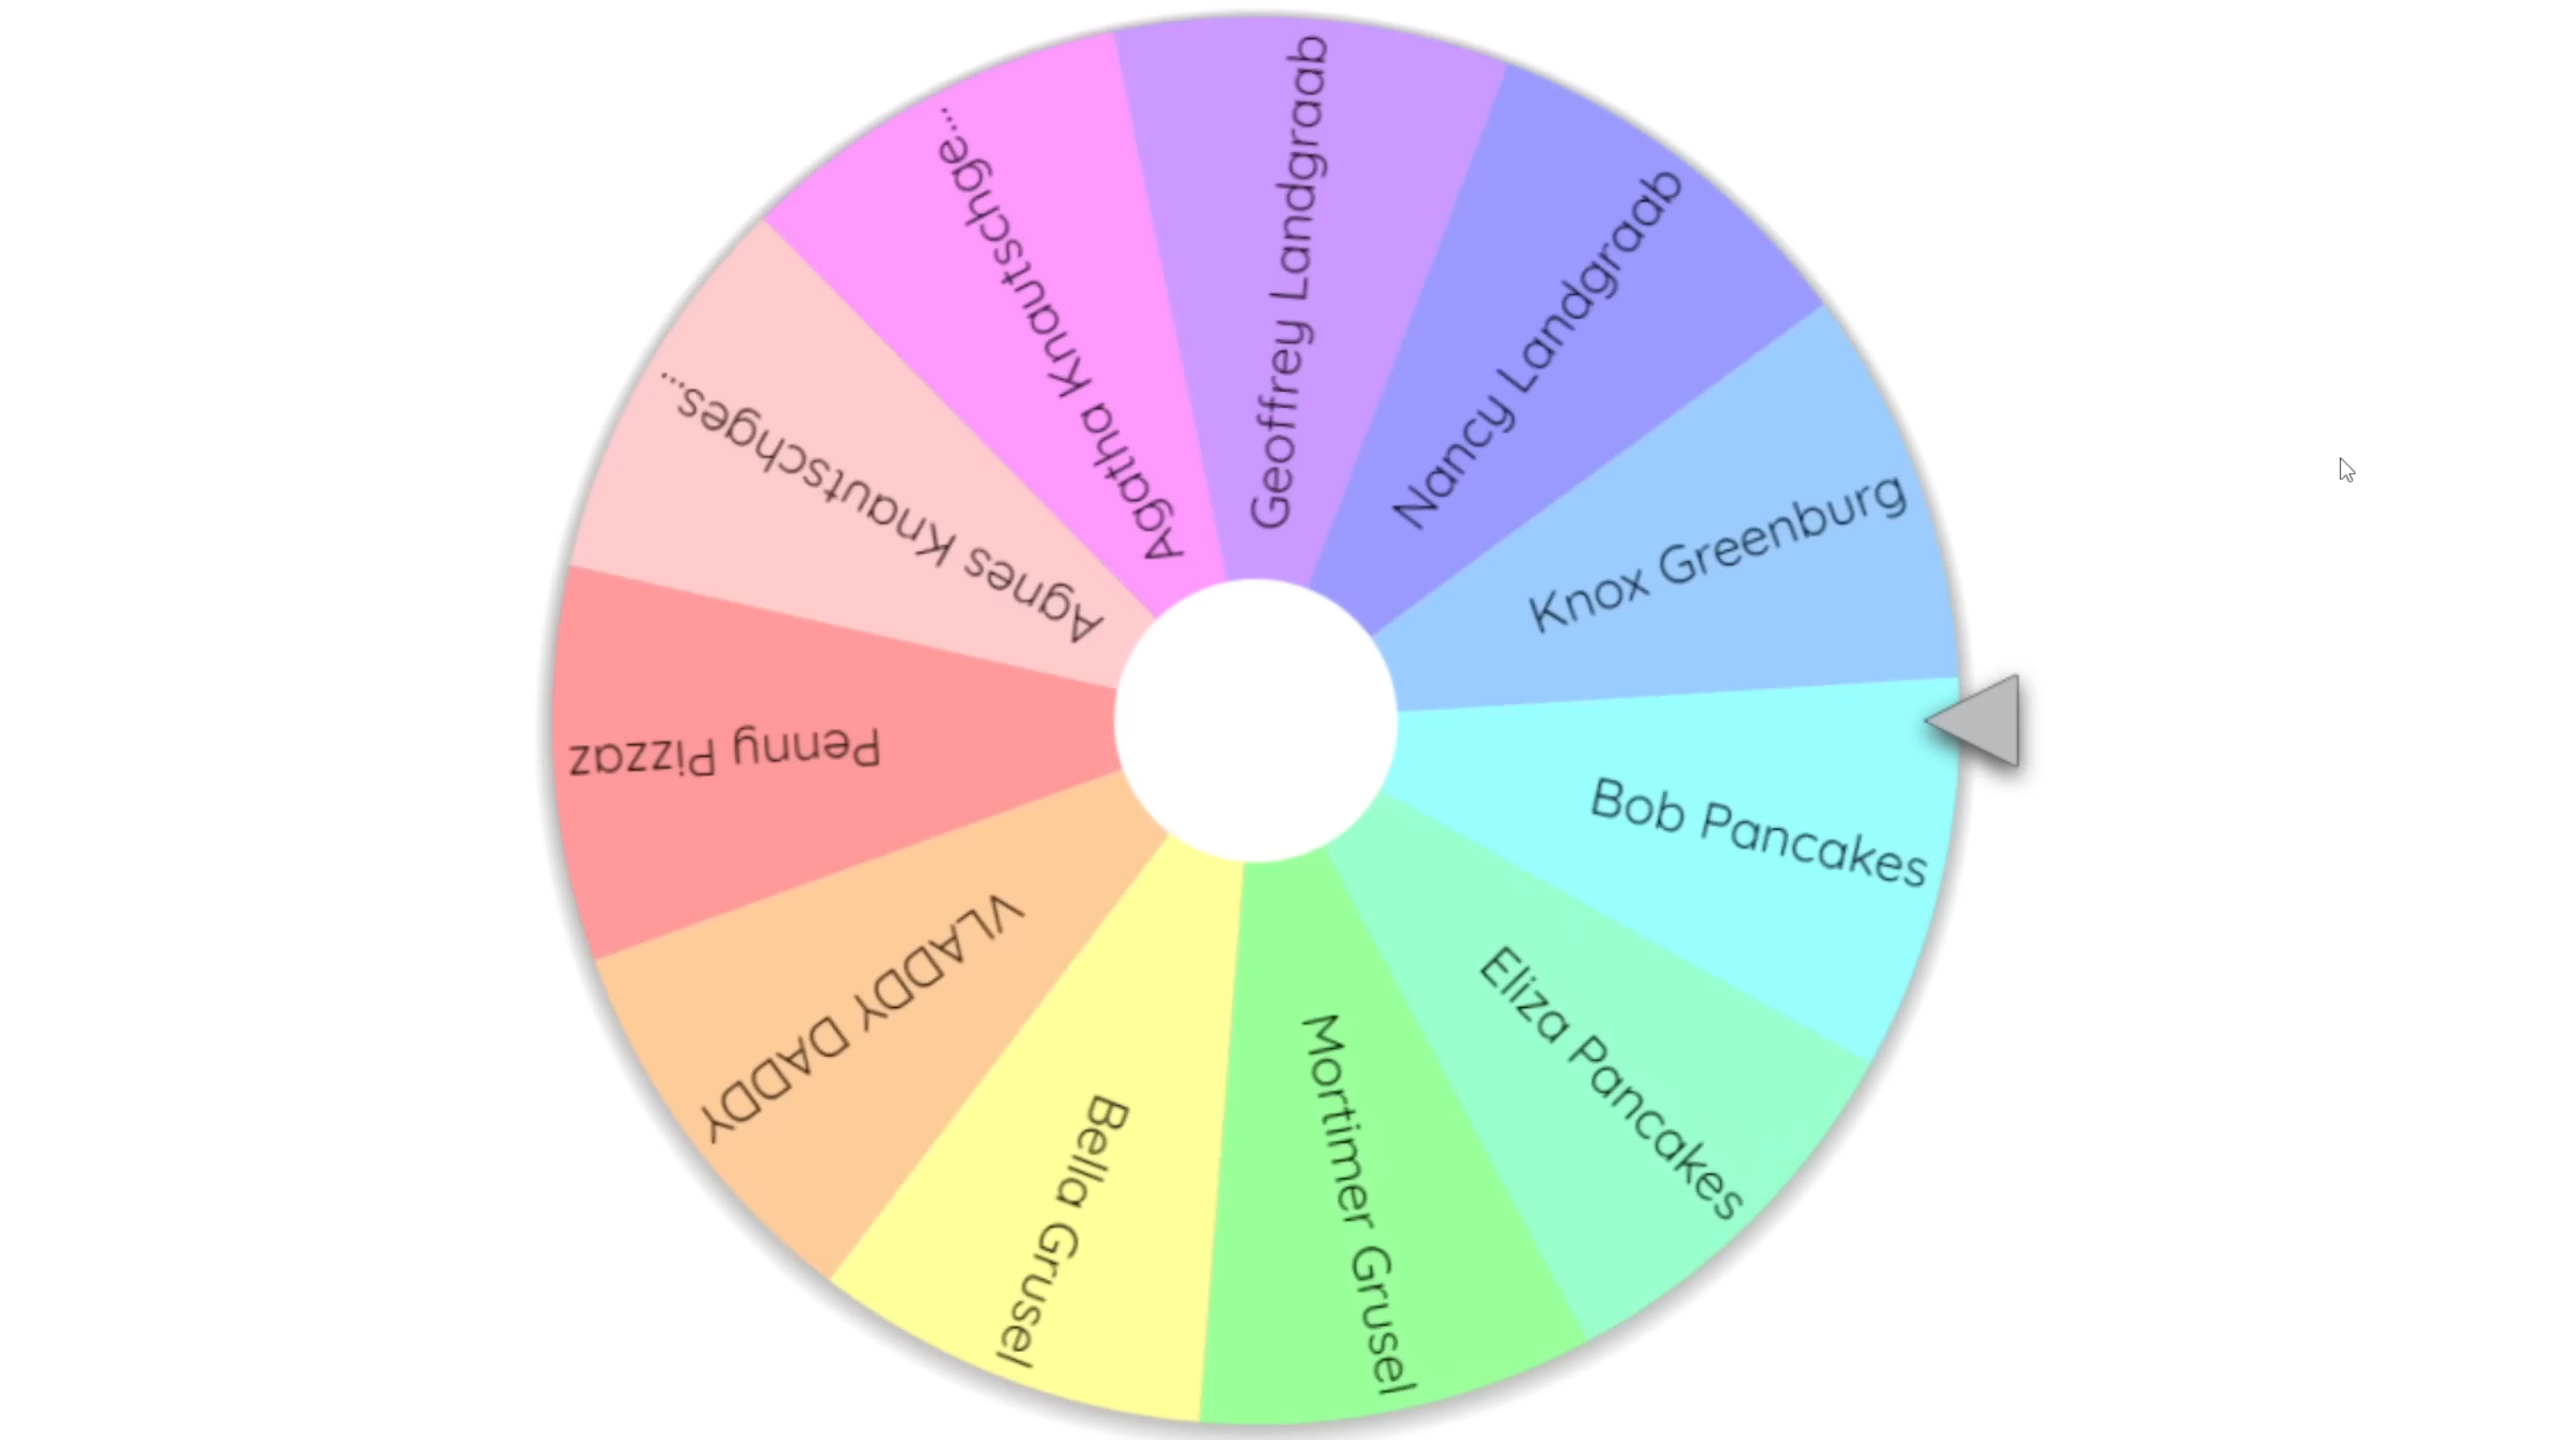 Geoffrey Landgraab
Nancy Landgraab
Knox Greenburg
Bob Pancakes
Eliza Pancakes
Mortimer Grusel
Bella Grusel
VLADDY DADDY
Penny Pizzaz
Agnes Knautschges...
Agatha Knautschge...